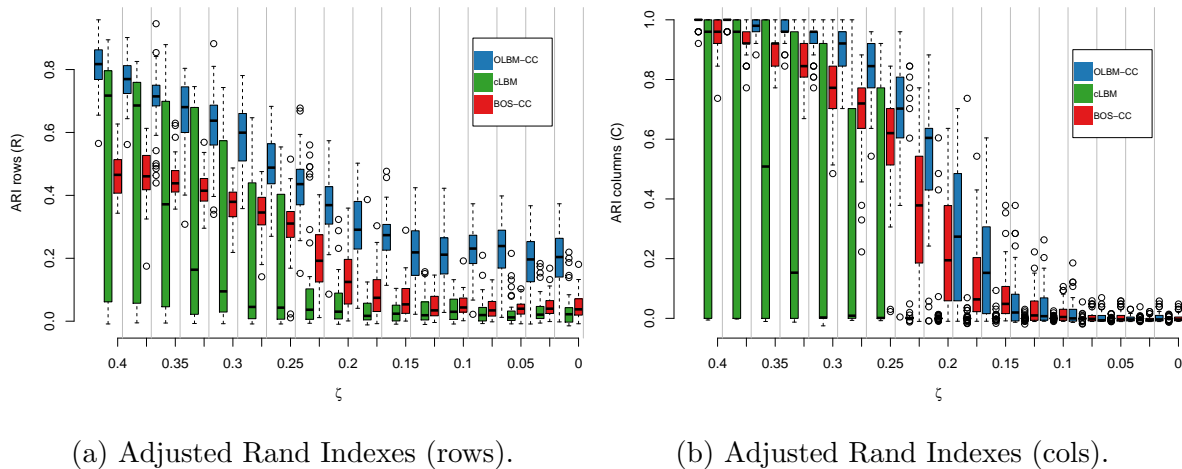 ARI rows (R)
0.8
0.6
0.4
0.2
0.0
OLBM−CC
cLBM
BOS−CC
0.4 0.35 0.3 0.25 0.2 0.15 0.1 0.05 0
ζ
(a) Adjusted Rand Indexes (rows).
ARI columns (C)
1.0
0.8
0.6
0.4
0.2
0.0
OLBM−CC
cLBM
BOS−CC
0.4 0.35 0.3 0.25 0.2 0.15 0.1 0.05 0
ζ
(b) Adjusted Rand Indexes (cols).